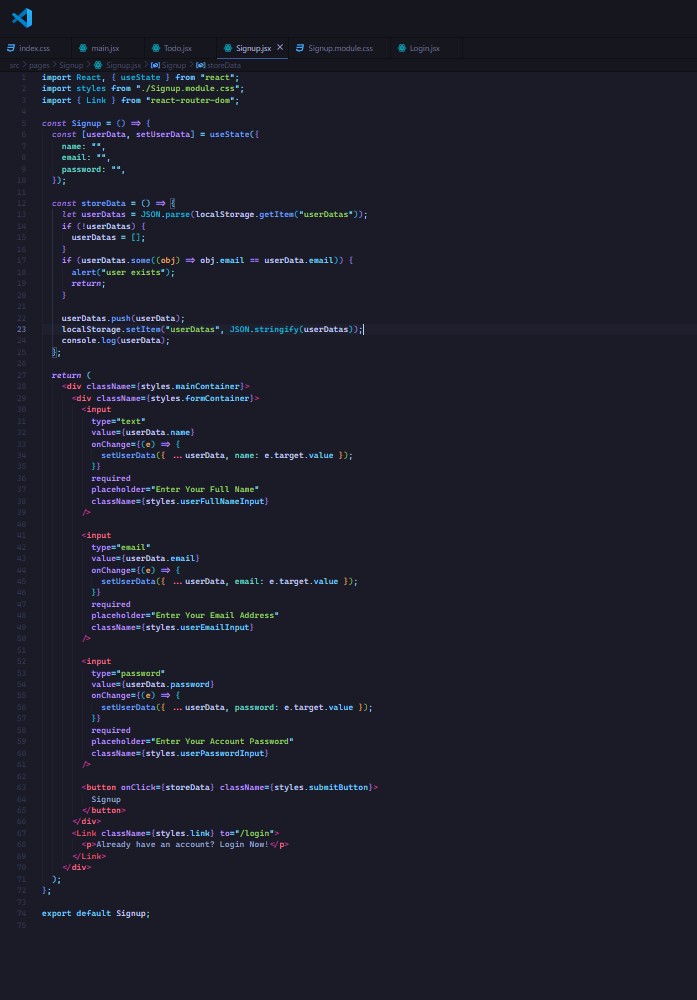 index.css main.jsx Todo.jsx Signup.jsx Signup.module.css Login.jsx
src > pages > Signup > Signup.jsx > Signup > storeData
1 import React, { useState } from "react";
2 import styles from "./Signup.module.css";
3 import { Link } from "react-router-dom";
4
5 const Signup = () => {
6 const [userData, setUserData] = useState({
7 name: "",
8 email: "",
9 password: "",
10 });
11
12 const storeData = () => {
13 let userDatas = JSON.parse(localStorage.getItem("userDatas"));
14 if (!userDatas) {
15 userDatas = [];
16 }
17 if (userDatas.some((obj) => obj.email == userData.email)) {
18 alert("user exists");
19 return;
20 }
21
22 userDatas.push(userData);
23 localStorage.setItem("userDatas", JSON.stringify(userDatas));
24 console.log(userData);
25 };
26
27 return (
28 <div className={styles.mainContainer}>
29 <div className={styles.formContainer}>
30 <input
31 type="text"
32 value={userData.name}
33 onChange={(e) => {
34 setUserData({ ...userData, name: e.target.value });
35 }}
36 required
37 placeholder="Enter Your Full Name"
38 className={styles.userFullNameInput}
39 />
40
41 <input
42 type="email"
43 value={userData.email}
44 onChange={(e) => {
45 setUserData({ ...userData, email: e.target.value });
46 }}
47 required
48 placeholder="Enter Your Email Address"
49 className={styles.userEmailInput}
50 />
51
52 <input
53 type="password"
54 value={userData.password}
55 onChange={(e) => {
56 setUserData({ ...userData, password: e.target.value });
57 }}
58 required
59 placeholder="Enter Your Account Password"
60 className={styles.userPasswordInput}
61 />
62
63 <button onClick={storeData} className={styles.submitButton}>
64 Signup
65 </button>
66 </div>
67 <Link className={styles.link} to="/login">
68 <p>Already have an account? Login Now!</p>
69 </Link>
70 </div>
71 );
72 };
73
74 export default Signup;
75